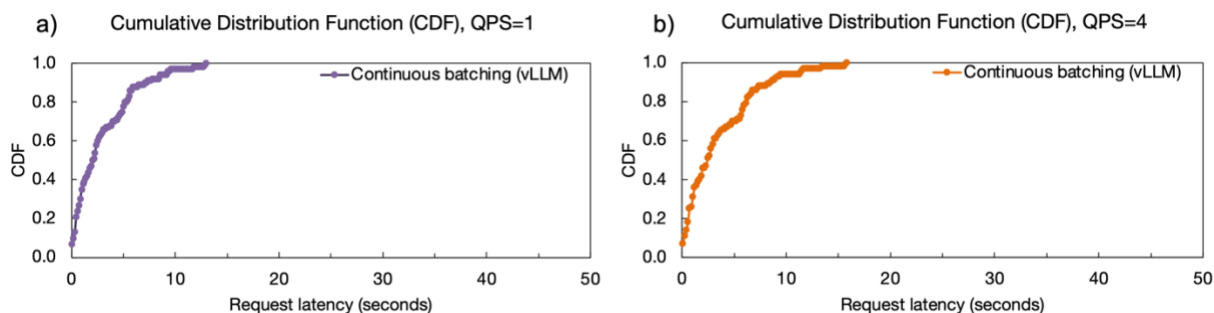 a) Cumulative Distribution Function (CDF), QPS=1
1.0
0.8
0.6
0.4
0.2
0.0
CDF
Continuous batching (vLLM)
0 10 20 30 40 50
Request latency (seconds)
b) Cumulative Distribution Function (CDF), QPS=4
1.0
0.8
0.6
0.4
0.2
0.0
CDF
Continuous batching (vLLM)
0 10 20 30 40 50
Request latency (seconds)